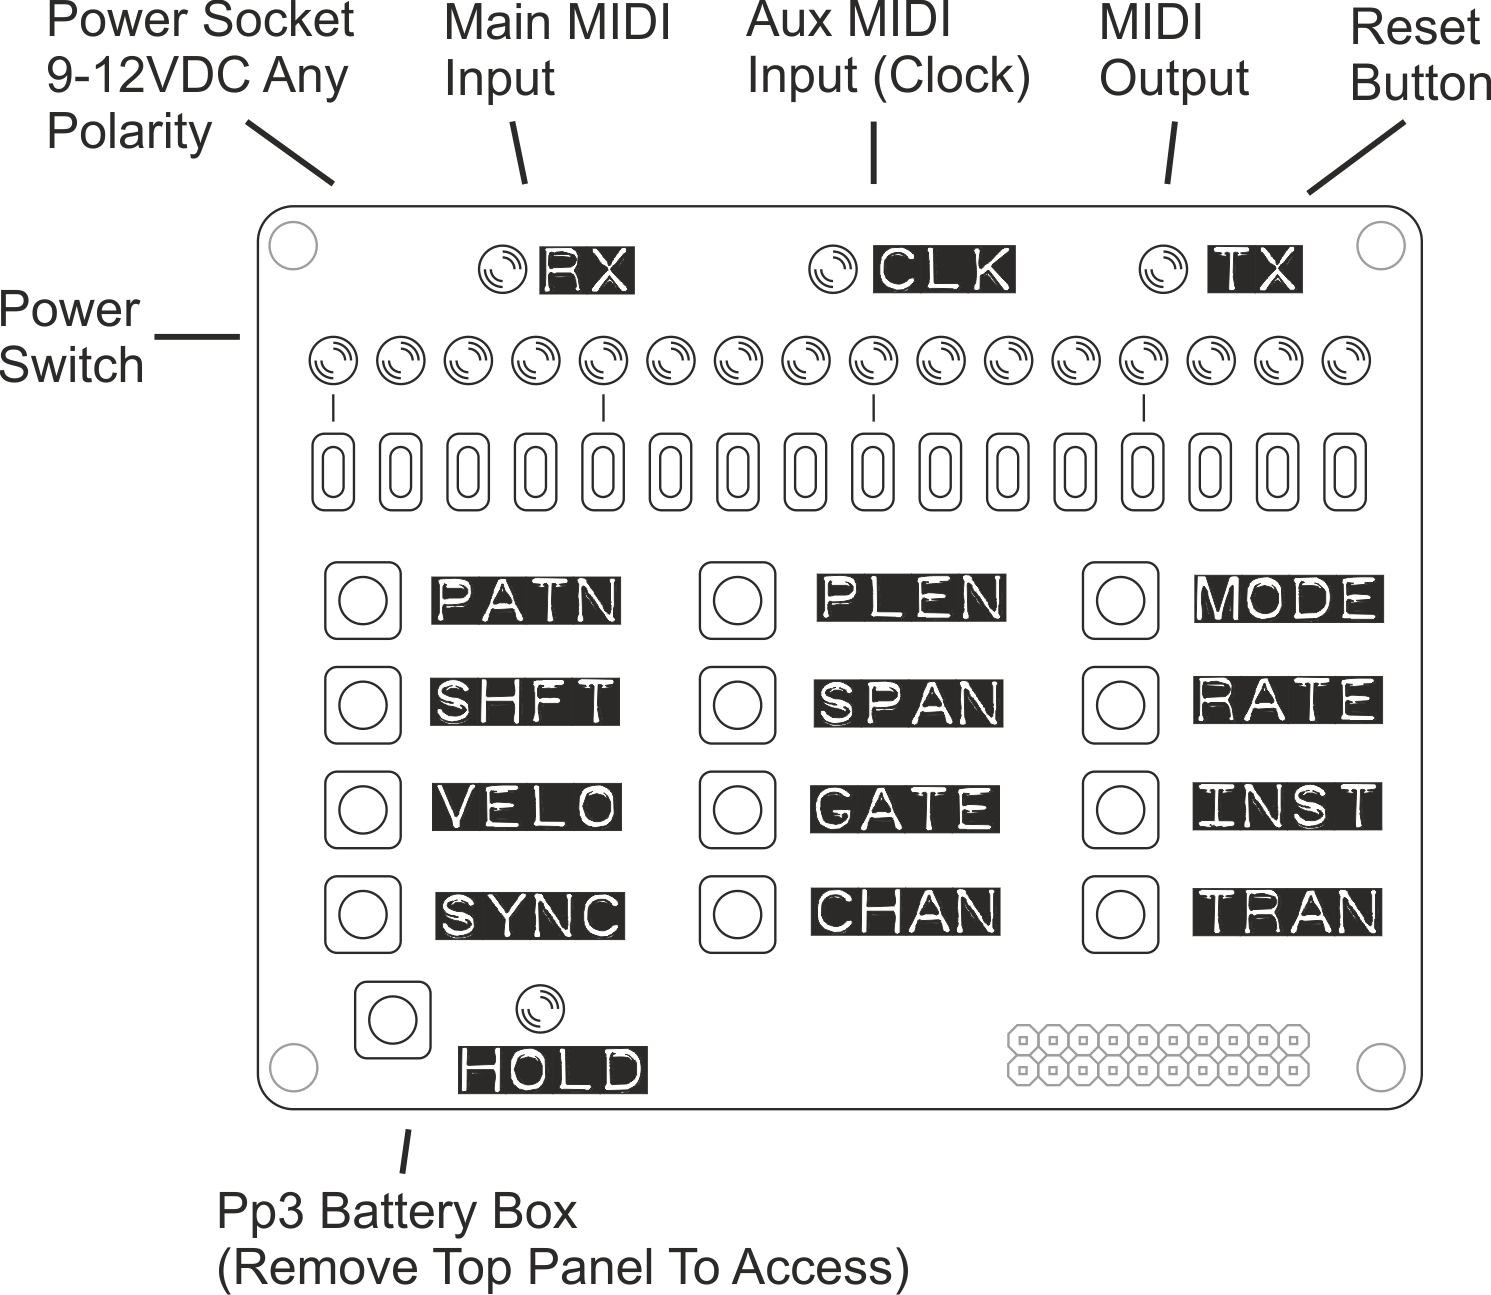 Power Socket
9-12VDC Any
Polarity
Main MIDI
Input
Aux MIDI
Input (Clock)
MIDI
Output
Reset
Button
RX
CLK
TX
Power
Switch
PATN
PLEN
MODE
SHFT
SPAN
RATE
VELO
GATE
INST
SYNC
CHAN
TRAN
HOLD
Pp3 Battery Box
(Remove Top Panel To Access)